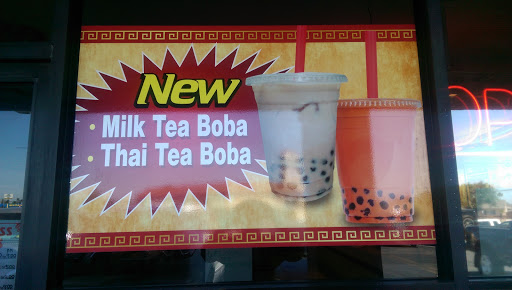 New
• Milk Tea Boba
• Thai Tea Boba